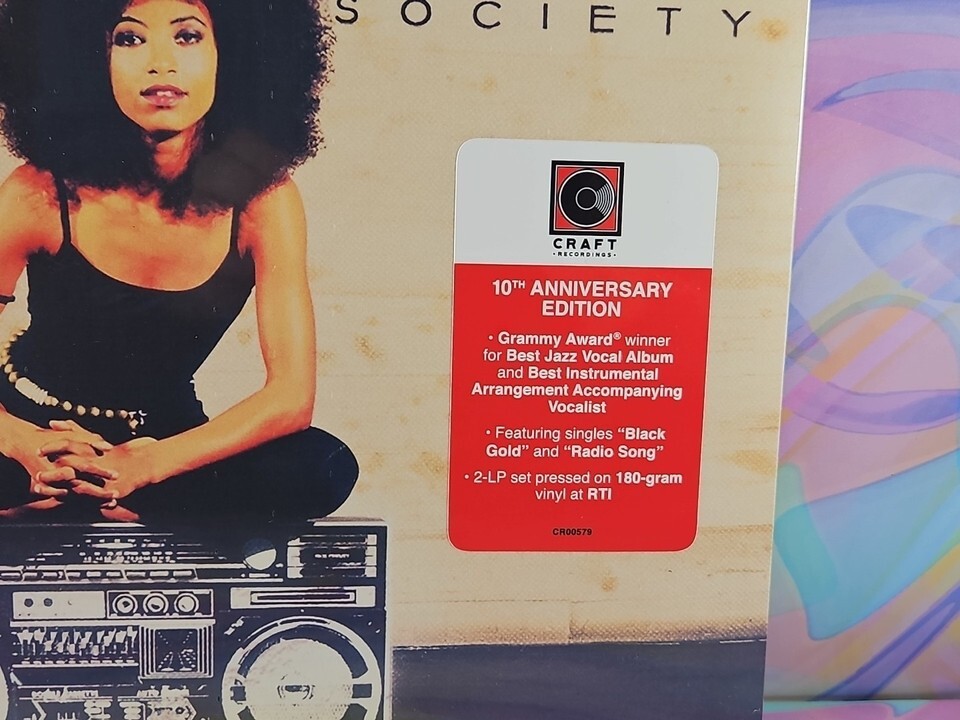 SOCIETY
CRAFT
·RECORDINGS·
10TH ANNIVERSARY
EDITION
· Grammy Award® winner
for Best Jazz Vocal Album
and Best Instrumental
Arrangement Accompanying
Vocalist
· Featuring singles “Black
Gold” and “Radio Song”
· 2-LP set pressed on 180-gram
vinyl at RTI
CR00579